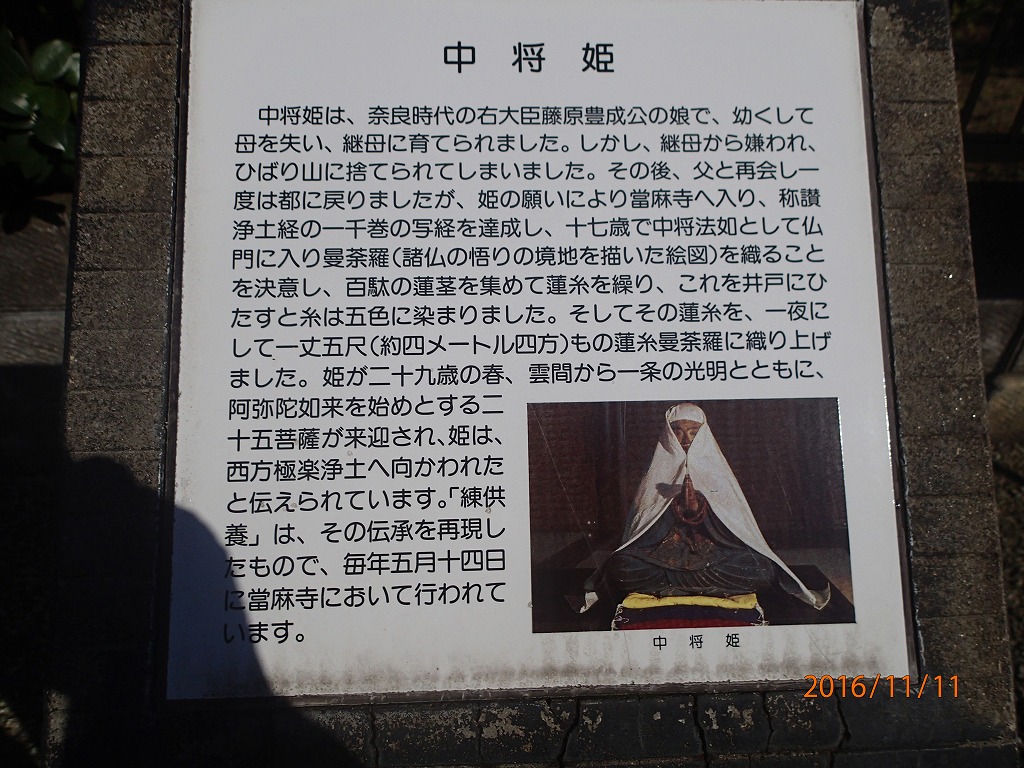 中将姫
中将姫は、奈良時代の右大臣藤原豊成公の娘で、幼くして
母を失い、継母に育てられました。しかし、継母から嫌われ、
ひばり山に捨てられてしまいました。その後、父と再会し一
度は都に戻りましたが、姫の願いにより當麻寺へ入り、称讃
浄土経の一千巻の写経を達成し、十七歳で中将法如として仏
門に入り曼荼羅(諸仏の悟りの境地を描いた絵図)を織ること
を決意し、百駄の蓮茎を集めて蓮糸を繰り、これを井戸にひ
たすと糸は五色に染まりました。そしてその蓮糸を、一夜に
して一丈五尺(約四メートル四方)もの蓮糸曼荼羅に織り上げ
ました。姫が二十九歳の春、雲間から一条の光明とともに、
阿弥陀如来を始めとする二
十五菩薩が来迎され、姫は、
西方極楽浄土へ向かわれた
と伝えられています。「練供
養」は、その伝承を再現し
たもので、毎年五月十四日
に當麻寺において行われて
います。
中将姫
2016/11/11